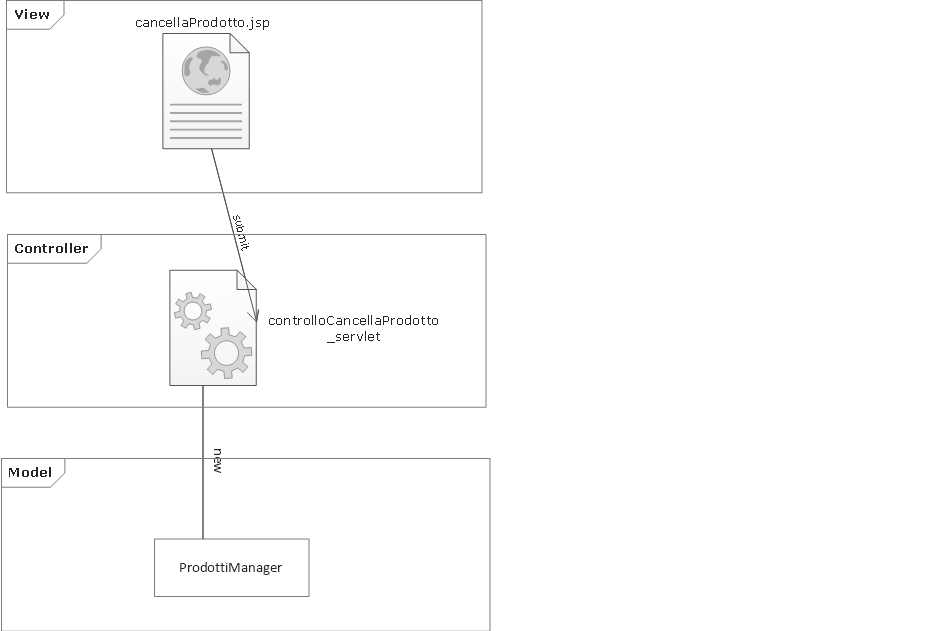 View
cancellaProdotto.jsp
submit
Controller
controlloCancellaProdotto
_servlet
new
Model
ProdottiManager